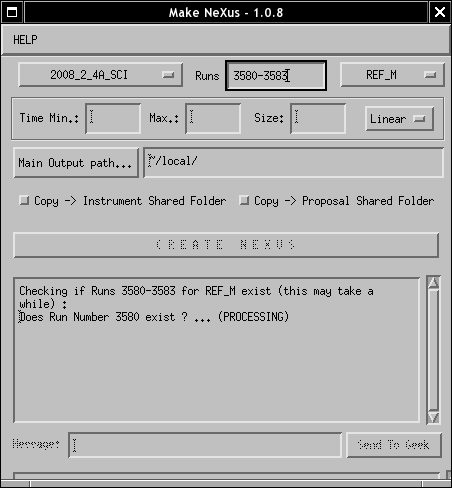 Make NeXus - 1.0.8
HELP
2008_2_4A_SCI Runs 3580-3583 REF_M
Time Min.: Max.: Size: Linear
Main Output path... ~/local/
Copy -> Instrument Shared Folder Copy -> Proposal Shared Folder
CREATE NEXUS
Checking if Runs 3580-3583 for REF_M exist (this may take a
while) :
Does Run Number 3580 exist ? ... (PROCESSING)
Message: Send To Geek